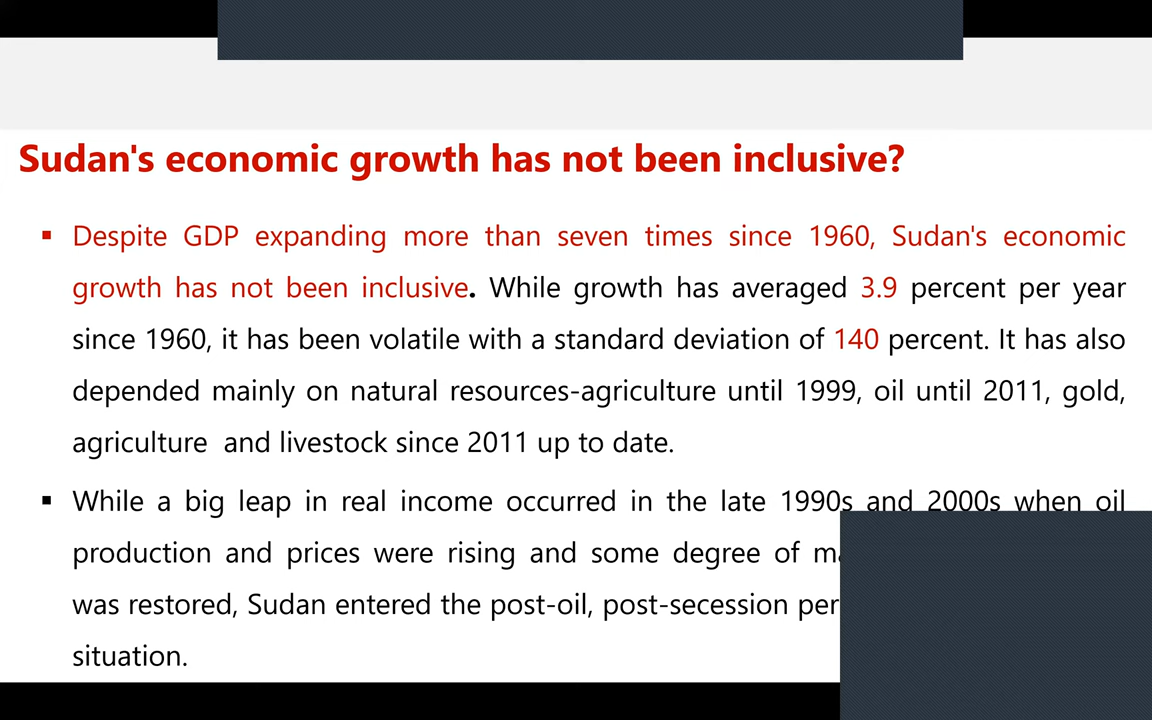 Sudan's economic growth has not been inclusive?
▪ Despite GDP expanding more than seven times since 1960, Sudan's economic
growth has not been inclusive. While growth has averaged 3.9 percent per year
since 1960, it has been volatile with a standard deviation of 140 percent. It has also
depended mainly on natural resources-agriculture until 1999, oil until 2011, gold,
agriculture and livestock since 2011 up to date.
▪ While a big leap in real income occurred in the late 1990s and 2000s when oil
production and prices were rising and some degree of
was restored, Sudan entered the post-oil, post-secession
situation.